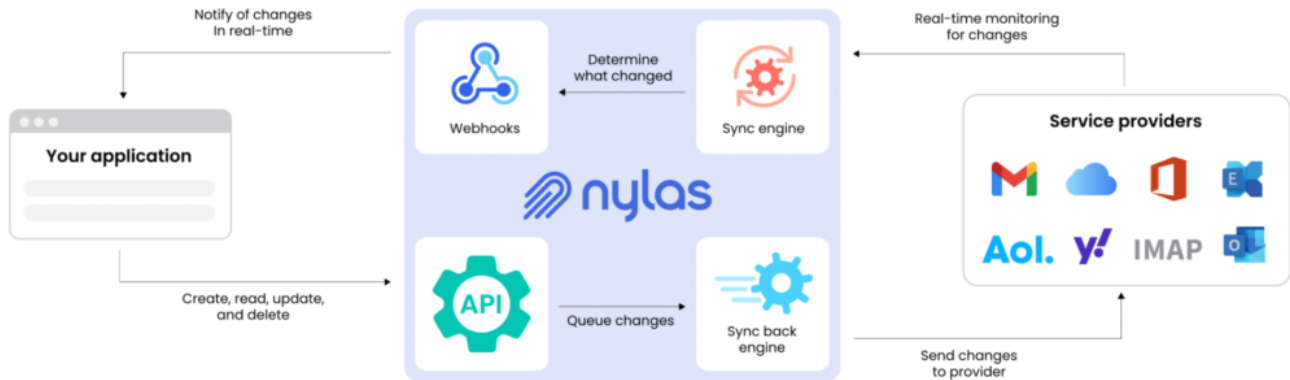 Notify of changes
In real-time
Your application
Create, read, update,
and delete
Webhooks
Determine
what changed
Sync engine
nylas
API
Queue changes
Sync back
engine
Real-time monitoring
for changes
Service providers
E
Aol.
y!
IMAP
O
Send changes
to provider